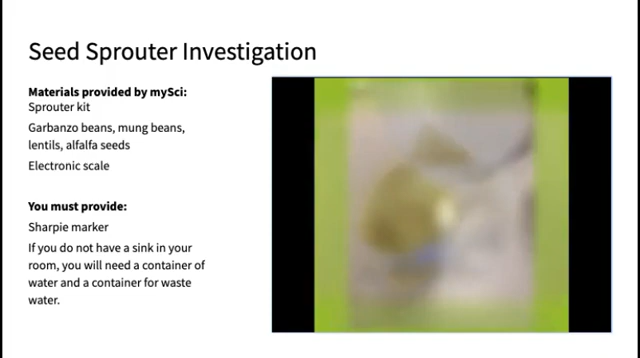 Seed Sprouter Investigation
Materials provided by mySci:
Sprouter kit
Garbanzo beans, mung beans,
lentils, alfalfa seeds
Electronic scale
You must provide:
Sharpie marker
If you do not have a sink in your
room, you will need a container of
water and a container for waste
water.